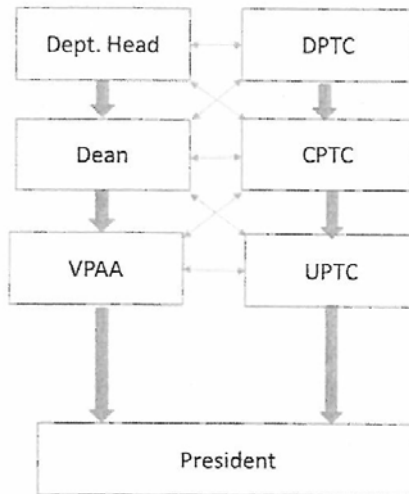 Dept. Head
DPTC
Dean
CPTC
VPAA
UPTC
President